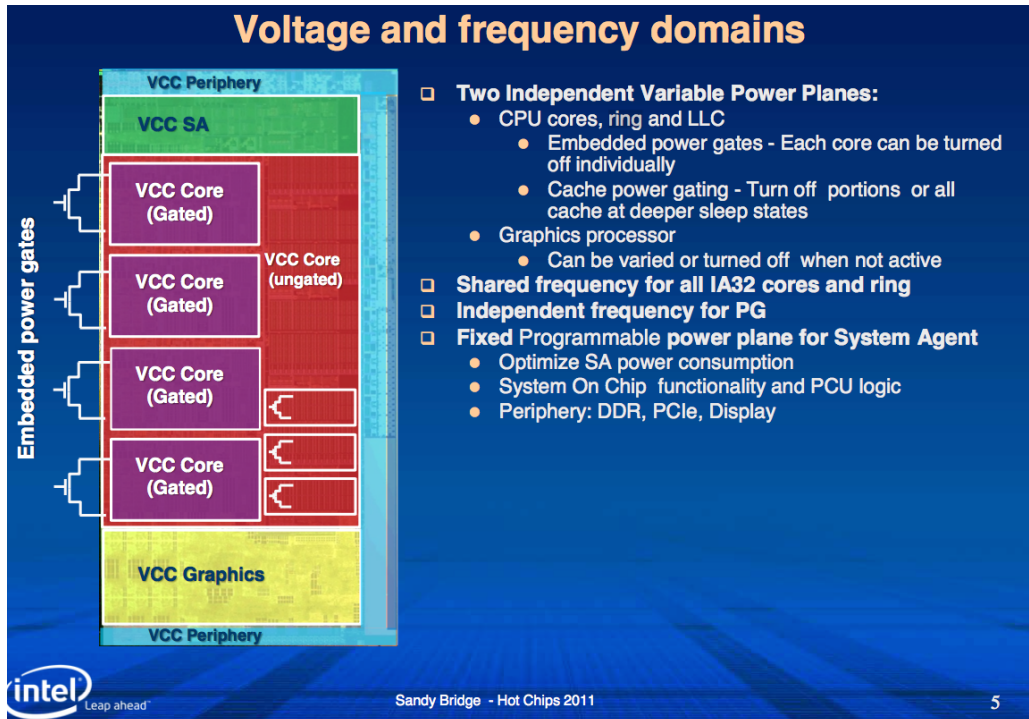 Voltage and frequency domains
VCC Periphery
VCC SA
VCC Core
(Gated)
VCC Core
(Gated)
VCC Core
(Gated)
VCC Core
(Gated)
VCC Core
(ungated)
VCC Graphics
VCC Periphery
Embedded power gates
Two Independent Variable Power Planes:
CPU cores, ring and LLC
Embedded power gates - Each core can be turned
off individually
Cache power gating - Turn off portions or all
cache at deeper sleep states
Graphics processor
Can be varied or turned off when not active
Shared frequency for all IA32 cores and ring
Independent frequency for PG
Fixed Programmable power plane for System Agent
Optimize SA power consumption
System On Chip functionality and PCU logic
Periphery: DDR, PCIe, Display
intel
Leap ahead™
Sandy Bridge - Hot Chips 2011
5